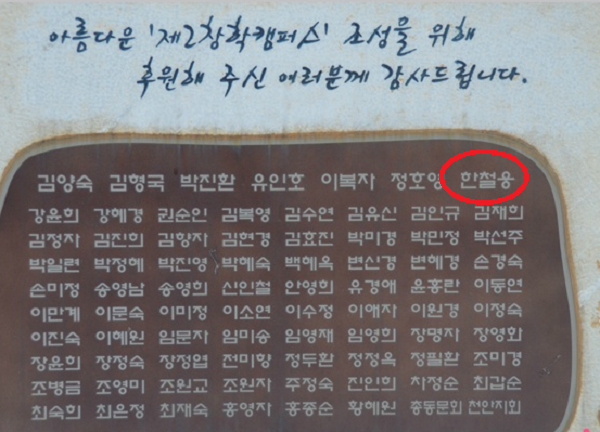 아름다운 '제2창학캠퍼스' 조성을 위해
후원해 주신 여러분께 감사드립니다.
김양숙 김형국 박진환 유인호 이복자 정호영 한철용
강윤희 강혜경 권순인 김복영 김수연 김유신 김인규 김재희
김정자 김진희 김향자 김현경 김효진 박미경 박민정 박선주
박일련 박정혜 박진영 박혜숙 백혜옥 변신경 변혜경 손경숙
손미정 송영남 송영희 신인철 안영희 유경애 윤홍란 이동연
이만게 이문숙 이미정 이소연 이수정 이애자 이원경 이정숙
이진숙 이혜원 임문자 임미송 임영재 임영희 장명자 장영화
장윤희 장정숙 장정엽 전미향 정두환 정정옥 정필환 조미경
조병금 조영미 조원교 조원자 주정숙 진인희 차정순 최갑순
최숙희 최은정 최재숙 홍영자 홍종순 황혜원 총동문회 천인지회